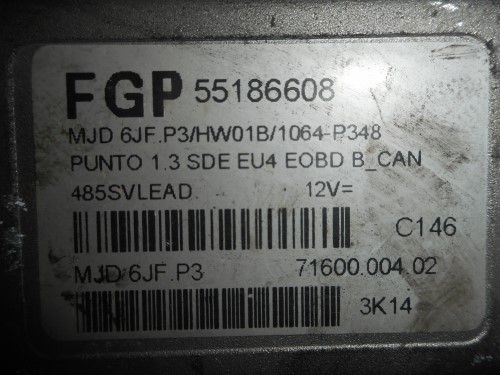 FGP 55186608
MJD 6JF.P3/HW01B/1064-P348
PUNTO 1.3 SDE EU4 EOBD B_CAN
485SVLEAD 12V=
C146
MJD 6JF.P3 71600.004.02
3K14